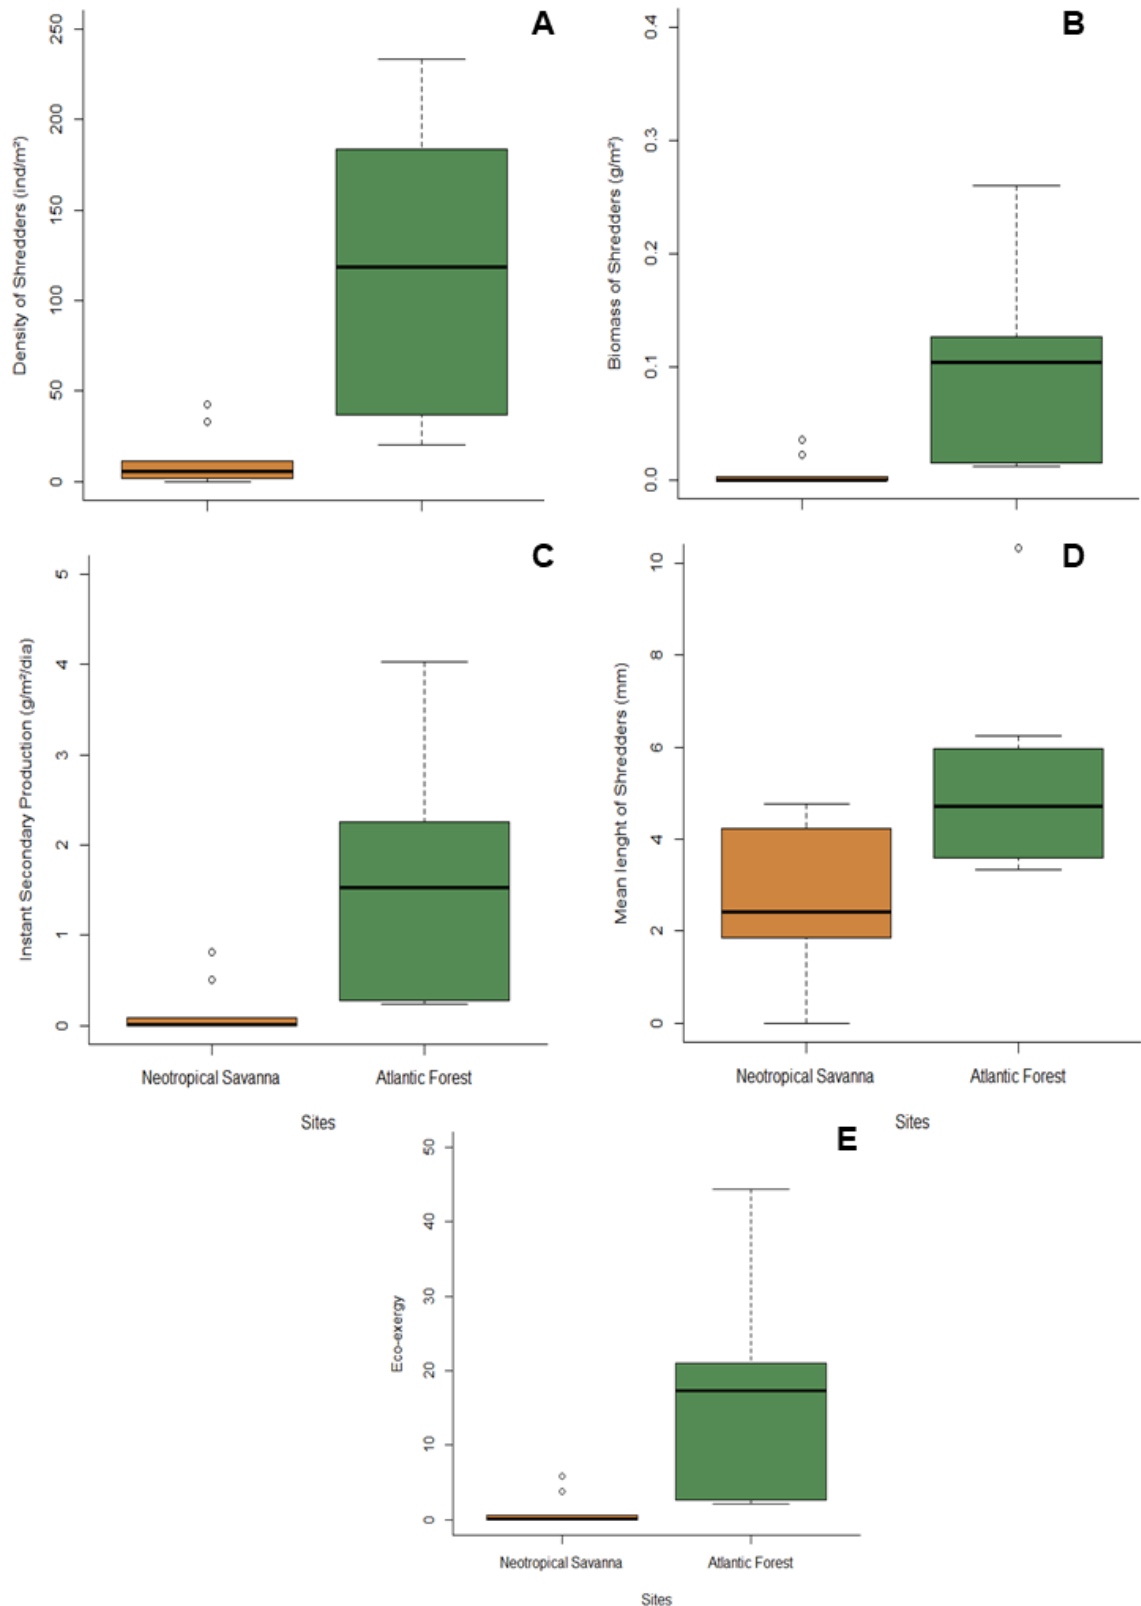 A
Density of Shredders (ind/m²)
250
200
150
100
50
0
B
Biomass of Shredders (g/m²)
0.4
0.3
0.2
0.1
0.0
C
Instant Secondary Production (g/m²/dia)
5
4
3
2
1
0
Neotropical Savanna
Atlantic Forest
Sites
D
Mean lenght of Shredders (mm)
10
8
6
4
2
0
Neotropical Savanna
Atlantic Forest
Sites
E
Eco-exergy
50
40
30
20
10
0
Neotropical Savanna
Atlantic Forest
Sites